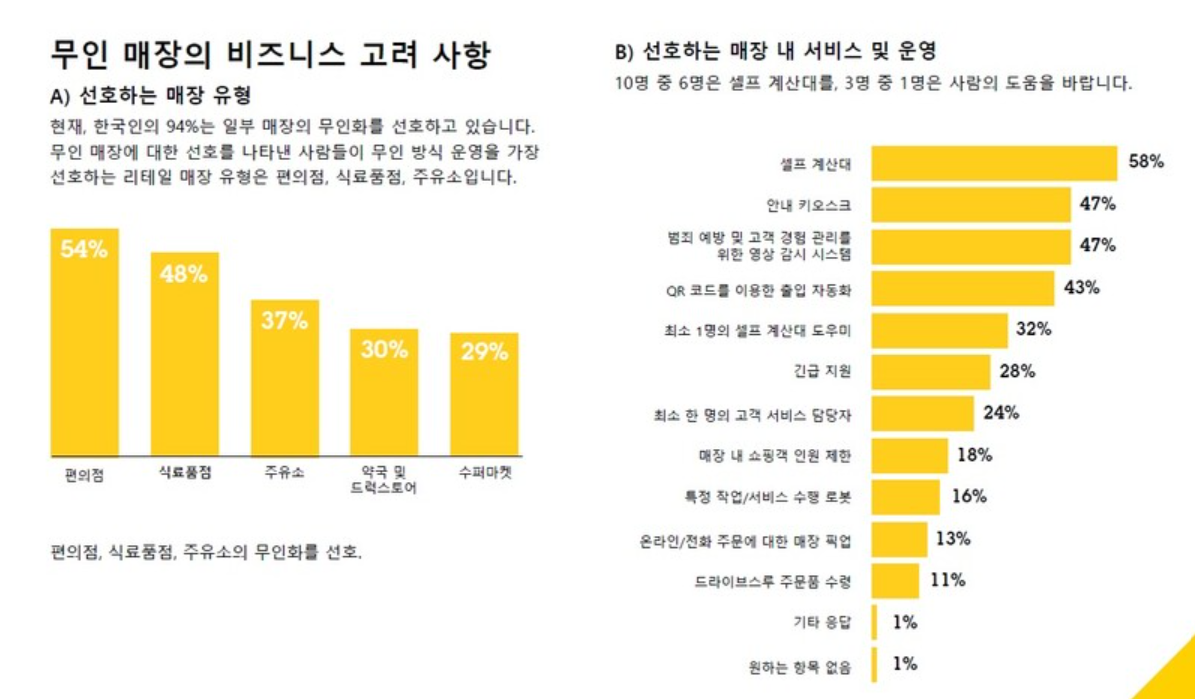 무인 매장의 비즈니스 고려 사항
A) 선호하는 매장 유형
현재, 한국인의 94%는 일부 매장의 무인화를 선호하고 있습니다.
무인 매장에 대한 선호를 나타낸 사람들이 무인 방식 운영을 가장
선호하는 리테일 매장 유형은 편의점, 식료품점, 주유소입니다.
54%
48%
37%
30%
29%
편의점
식료품점
주유소
약국 및
드럭스토어
수퍼마켓
편의점, 식료품점, 주유소의 무인화를 선호.
B) 선호하는 매장 내 서비스 및 운영
10명 중 6명은 셀프 계산대를, 3명 중 1명은 사람의 도움을 바랍니다.
셀프 계산대 58%
안내 키오스크 47%
범죄 예방 및 고객 경험 관리를
위한 영상 감시 시스템 47%
QR 코드를 이용한 출입 자동화 43%
최소 1명의 셀프 계산대 도우미 32%
긴급 지원 28%
최소 한 명의 고객 서비스 담당자 24%
매장 내 쇼핑객 인원 제한 18%
특정 작업/서비스 수행 로봇 16%
온라인/전화 주문에 대한 매장 픽업 13%
드라이브스루 주문품 수령 11%
기타 응답 1%
원하는 항목 없음 1%